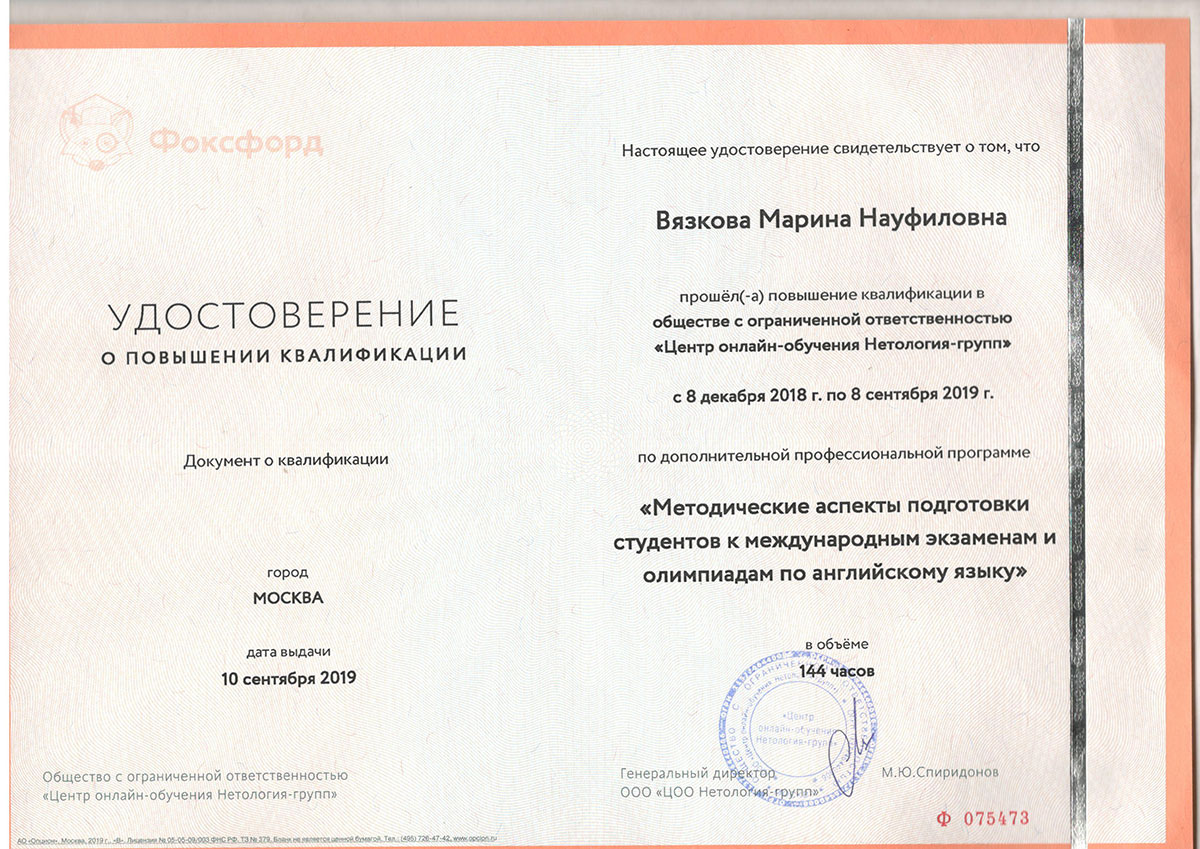 Фоксфорд
УДОСТОВЕРЕНИЕ
О ПОВЫШЕНИИ КВАЛИФИКАЦИИ
Документ о квалификации
город
МОСКВА
дата выдачи
10 сентября 2019
Общество с ограниченной ответственностью
«Центр онлайн-обучения Нетология-групп»
АО «Опцион», Москва, 2019 г., «В». Лицензия № 05-05-09/003 ФНС РФ. ТЗ № 379. Бланк не является ценной бумагой. Тел.: (495) 726-47-42, www.opcion.ru
Настоящее удостоверение свидетельствует о том, что
Вязкова Марина Науфиловна
прошёл(-а) повышение квалификации в
обществе с ограниченной ответственностью
«Центр онлайн-обучения Нетология-групп»
с 8 декабря 2018 г. по 8 сентября 2019 г.
по дополнительной профессиональной программе
«Методические аспекты подготовки
студентов к международным экзаменам и
олимпиадам по английскому языку»
в объёме
144 часов
«Центр
онлайн-обучения
Нетология-групп»
Генеральный директор
ООО «ЦОО Нетология-групп»
М.Ю.Спиридонов
Ф 075473